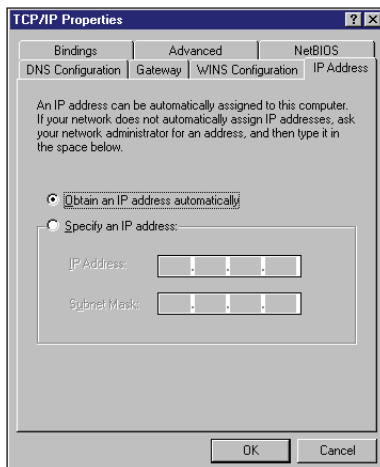 TCP/IP Properties
Bindings Advanced NetBIOS
DNS Configuration Gateway WINS Configuration IP Address
An IP address can be automatically assigned to this computer.
If your network does not automatically assign IP addresses, ask
your network administrator for an address, and then type it in
the space below.
Obtain an IP address automatically
Specify an IP address:
IP Address:
Subnet Mask:
OK Cancel